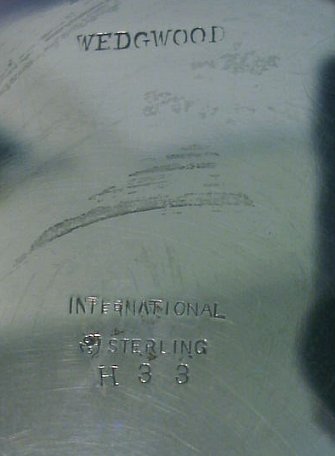 WEDGWOOD
INTERNATIONAL
STERLING
H 3 3